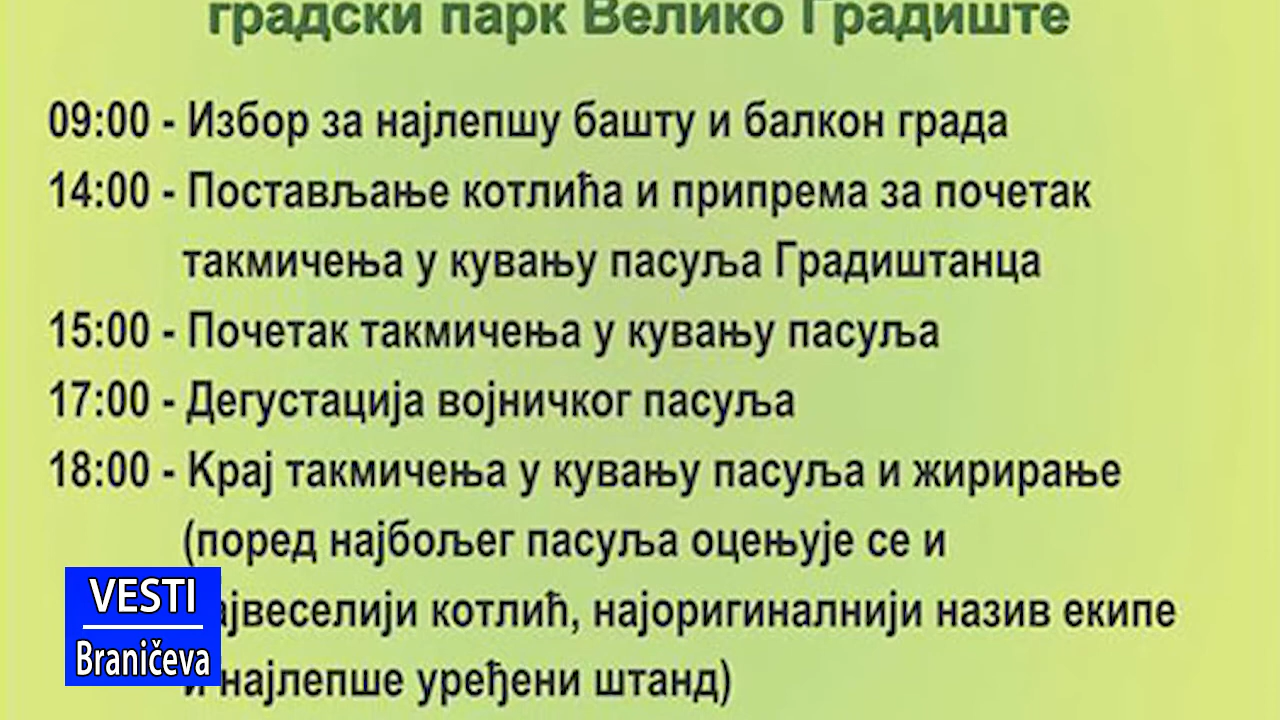 градски парк Велико Градиште
09:00 - Избор за најлепшу башту и балкон града
14:00 - Постављање котлића и припрема за почетак
такмичења у кувању пасуља Градиштанца
15:00 - Почетак такмичења у кувању пасуља
17:00 - Дегустација војничког пасуља
18:00 - Крај такмичења у кувању пасуља и жирирање
(поред најбољег пасуља оцењује се и
котлић, најоригиналнији назив екипе
и најлепше уређени штанд)
VESTI
Braničeva